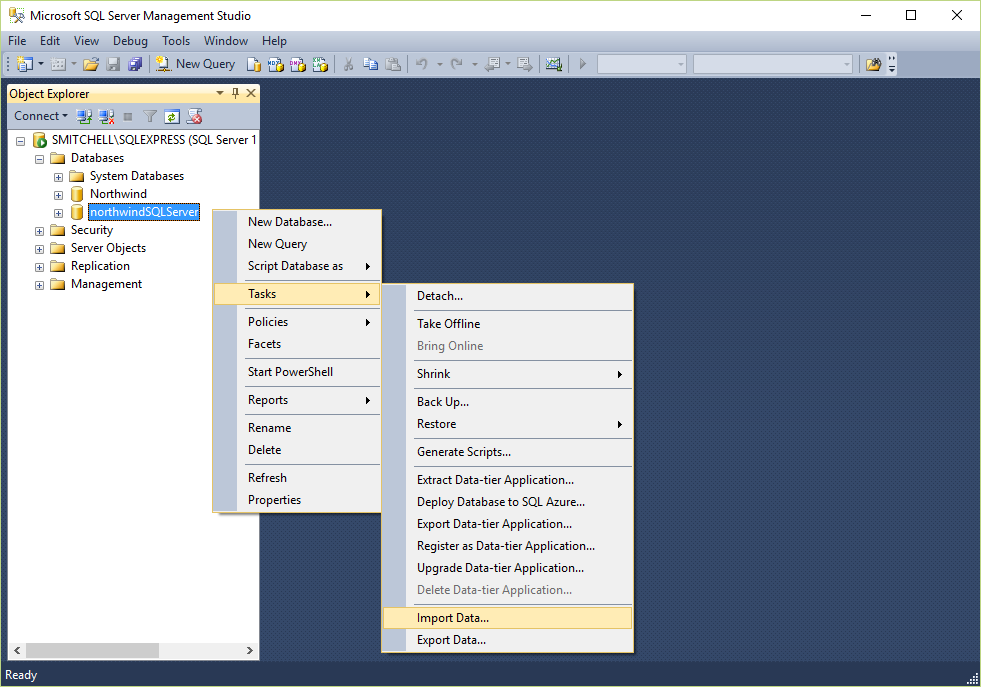 Microsoft SQL Server Management Studio
File Edit View Debug Tools Window Help
New Query
Object Explorer
Connect
SMITCHELL\SQLEXPRESS (SQL Server 1
Databases
System Databases
Northwind
northwindSQLServer
Security
Server Objects
Replication
Management
New Database...
New Query
Script Database as
Tasks
Policies
Facets
Start PowerShell
Reports
Rename
Delete
Refresh
Properties
Detach...
Take Offline
Bring Online
Shrink
Back Up...
Restore
Generate Scripts...
Extract Data-tier Application...
Deploy Database to SQL Azure...
Export Data-tier Application...
Register as Data-tier Application...
Upgrade Data-tier Application...
Delete Data-tier Application...
Import Data...
Export Data...
Ready